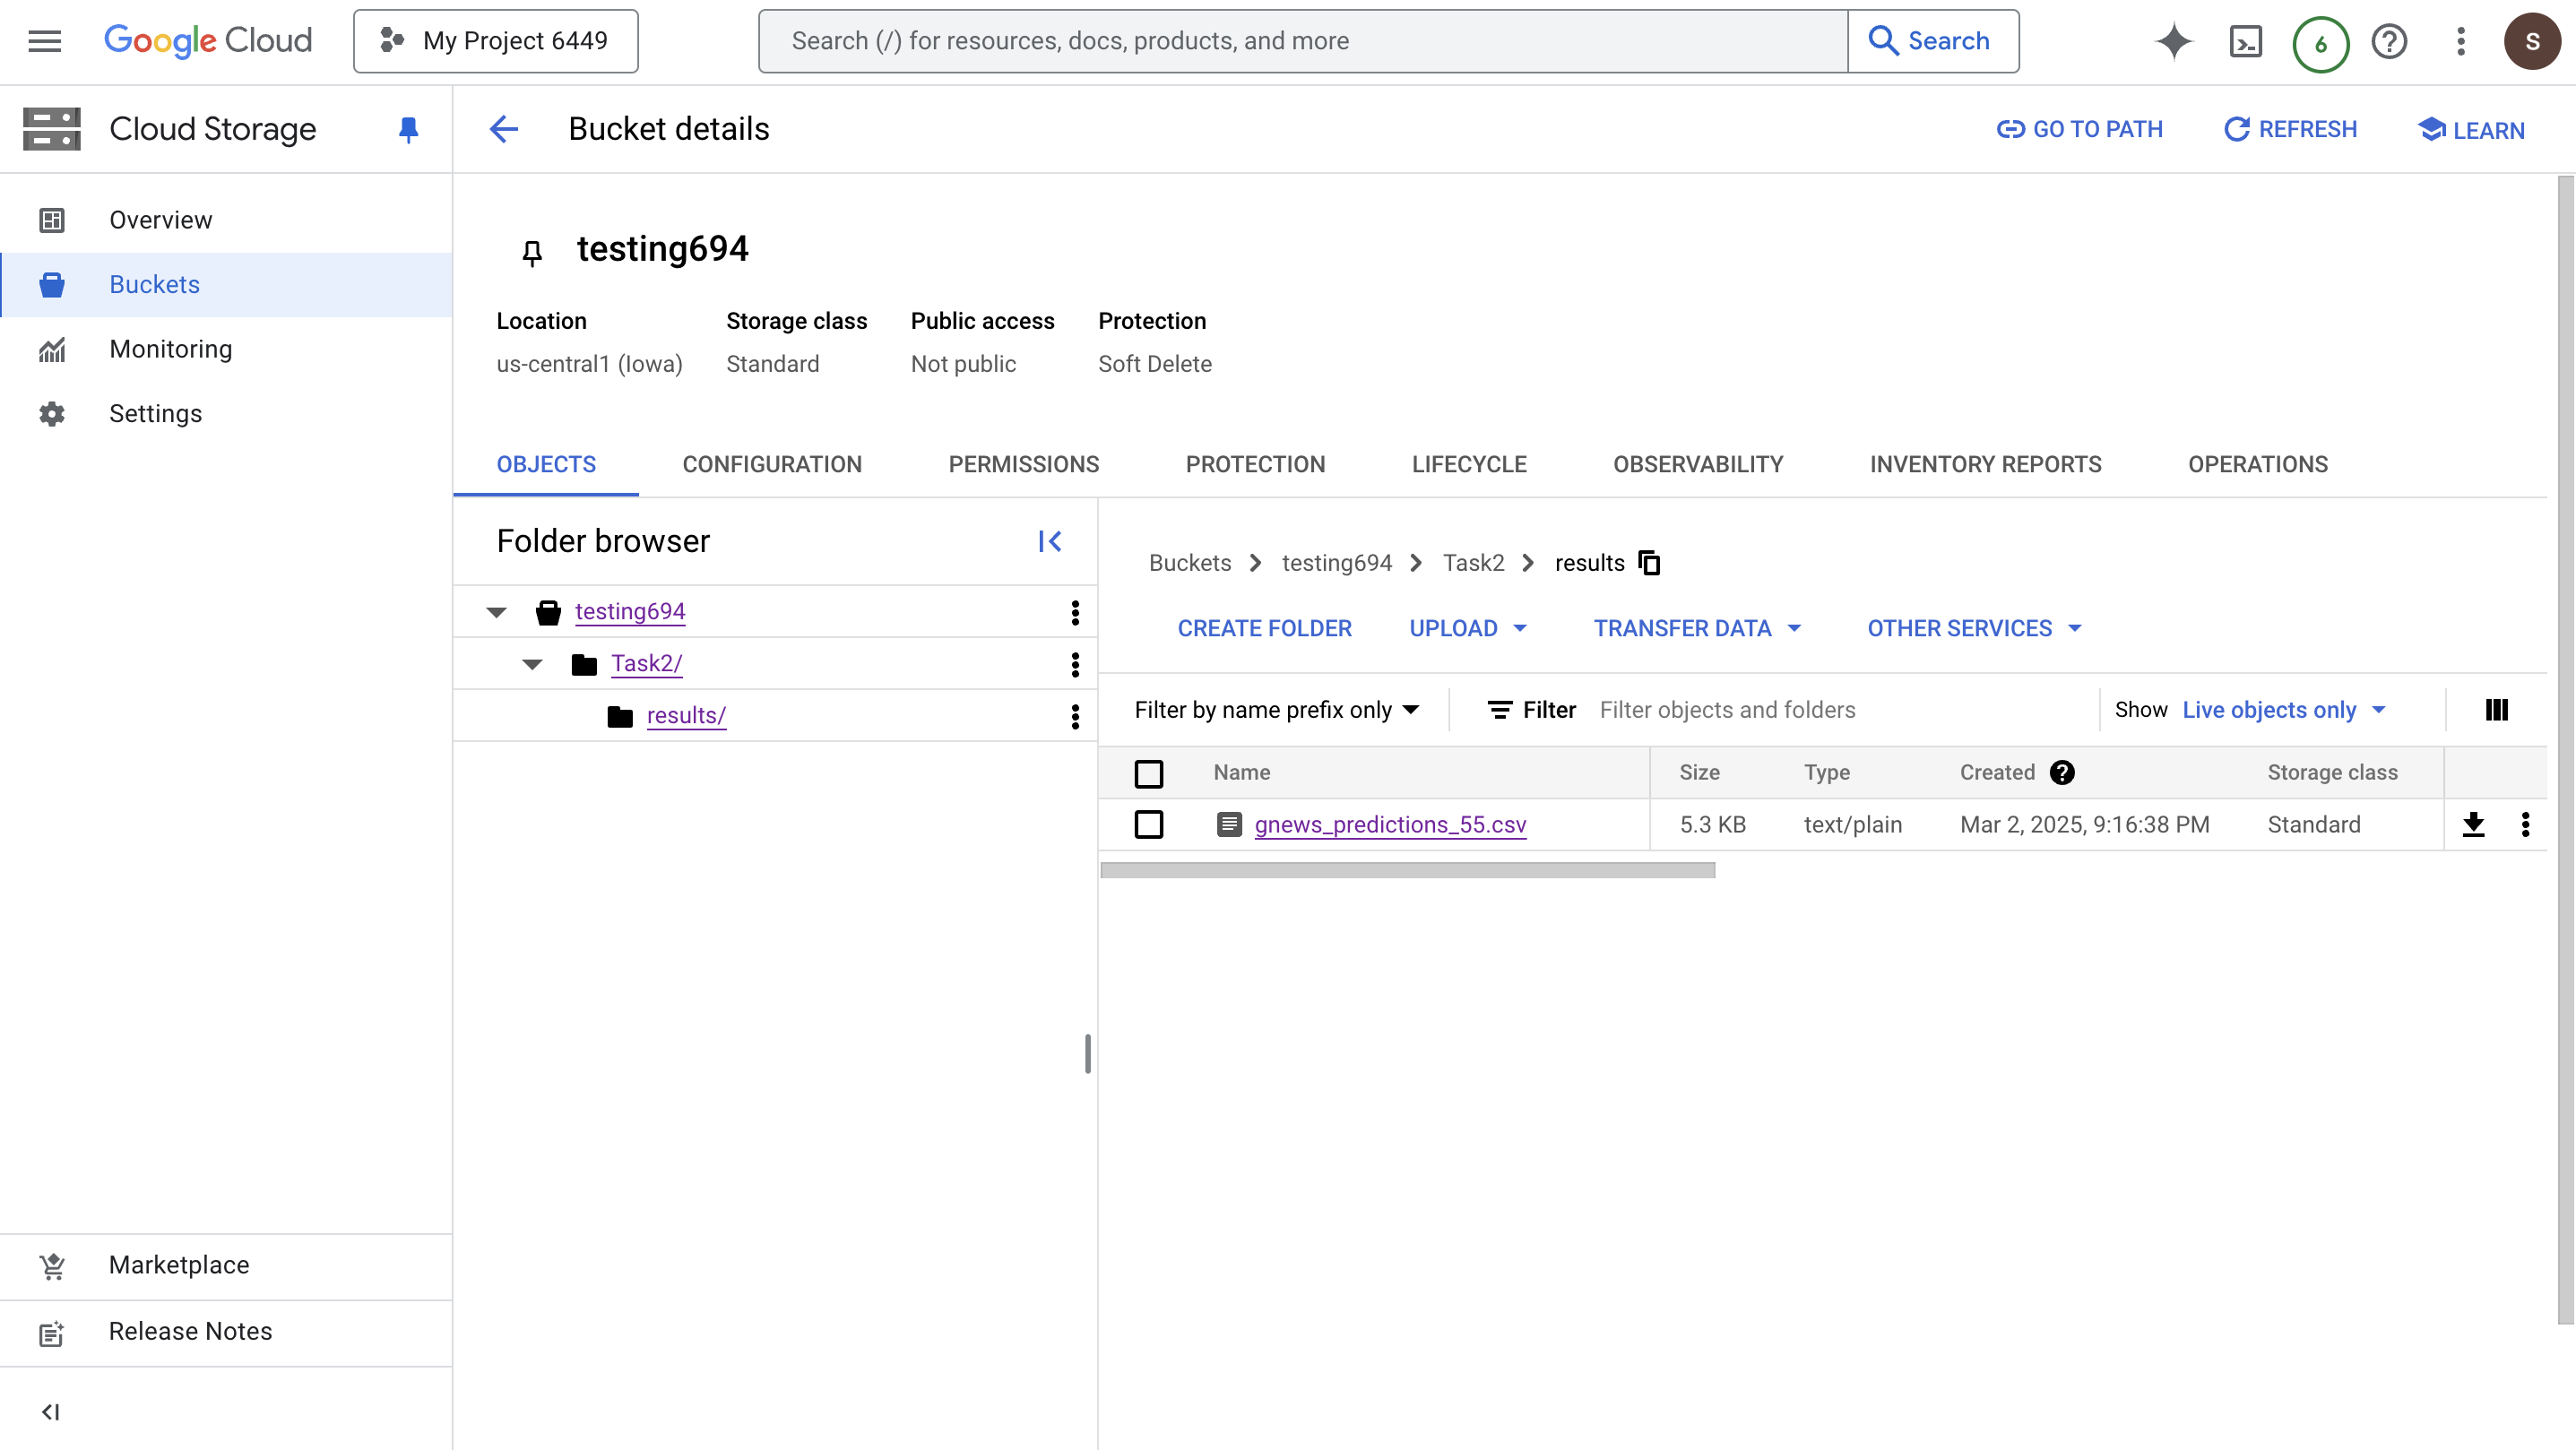 Google Cloud
My Project 6449
Search (/) for resources, docs, products, and more
Search
6
S
Cloud Storage
Bucket details
GO TO PATH
REFRESH
LEARN
Overview
Buckets
Monitoring
Settings
testing694
Location
Storage class
Public access
Protection
us-central1 (Iowa)
Standard
Not public
Soft Delete
OBJECTS
CONFIGURATION
PERMISSIONS
PROTECTION
LIFECYCLE
OBSERVABILITY
INVENTORY REPORTS
OPERATIONS
Folder browser
testing694
Task2/
results/
Buckets > testing694 > Task2 > results
CREATE FOLDER
UPLOAD
TRANSFER DATA
OTHER SERVICES
Filter by name prefix only
Filter
Filter objects and folders
Show
Live objects only
Name
Size
Type
Created
Storage class
gnews_predictions_55.csv
5.3 KB
text/plain
Mar 2, 2025, 9:16:38 PM
Standard
Marketplace
Release Notes